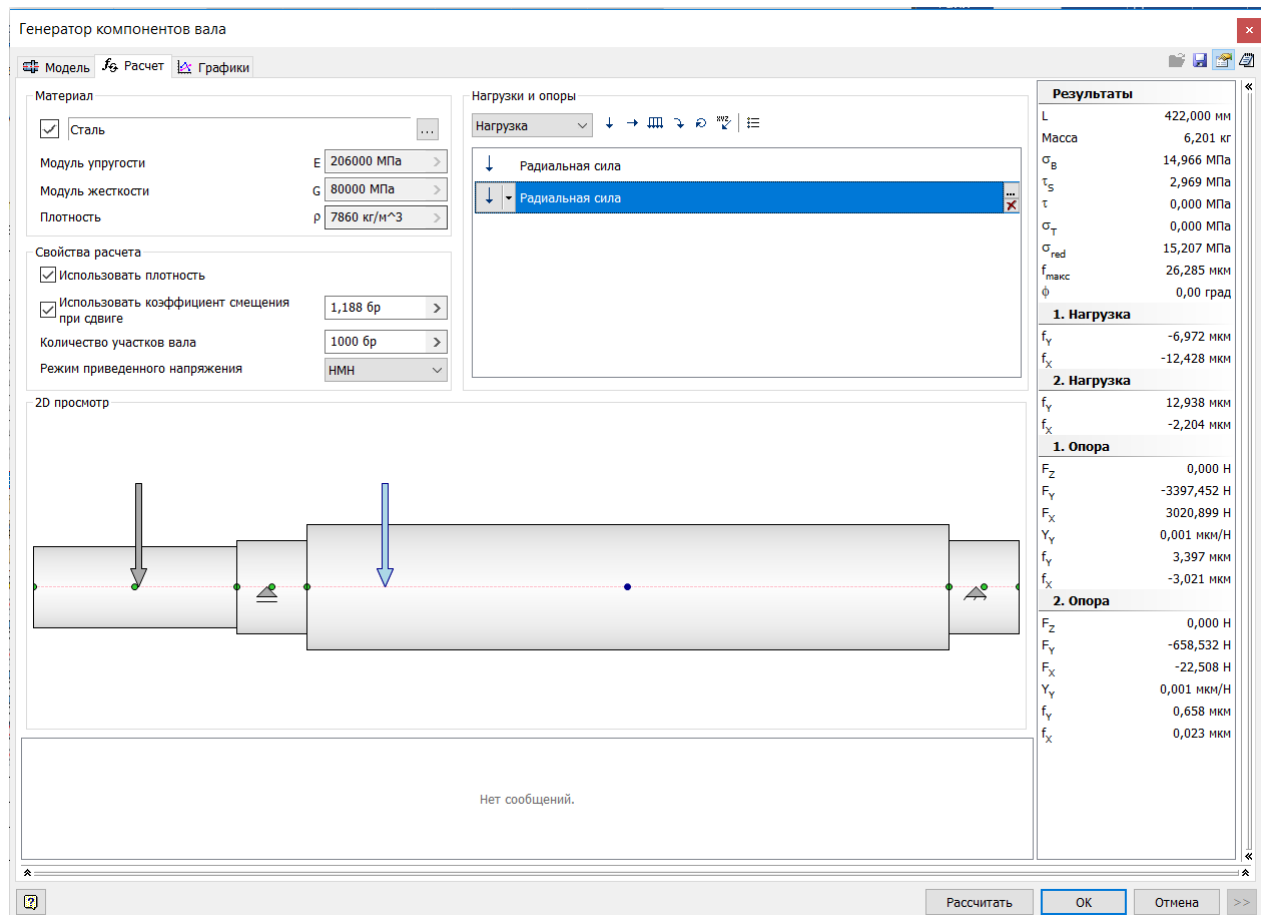 Генератор компонентов вала
Модель
Расчет
Графики
Материал
Сталь
...
Модуль упругости E 206000 МПа
Модуль жесткости G 80000 МПа
Плотность ρ 7860 кг/м^3
Свойства расчета
Использовать плотность
Использовать коэффициент смещения
при сдвиге
1,188 бр
Количество участков вала 1000 бр
Режим приведенного напряжения HMH
Нагрузки и опоры
Нагрузка
Радиальная сила
Радиальная сила
2D просмотр
Нет сообщений.
Результаты
L 422,000 мм
Масса 6,201 кг
σB 14,966 МПа
τS 2,969 МПа
τ 0,000 МПа
σT 0,000 МПа
σred 15,207 МПа
fмакс 26,285 мкм
ϕ 0,00 град
1. Нагрузка
fY -6,972 мкм
fX -12,428 мкм
2. Нагрузка
fY 12,938 мкм
fX -2,204 мкм
1. Опора
FZ 0,000 Н
FY -3397,452 Н
FX 3020,899 Н
YY 0,001 мкм/Н
fY 3,397 мкм
fX -3,021 мкм
2. Опора
FZ 0,000 Н
FY -658,532 Н
FX -22,508 Н
YY 0,001 мкм/Н
fY 0,658 мкм
fX 0,023 мкм
Рассчитать
ОК
Отмена
>>